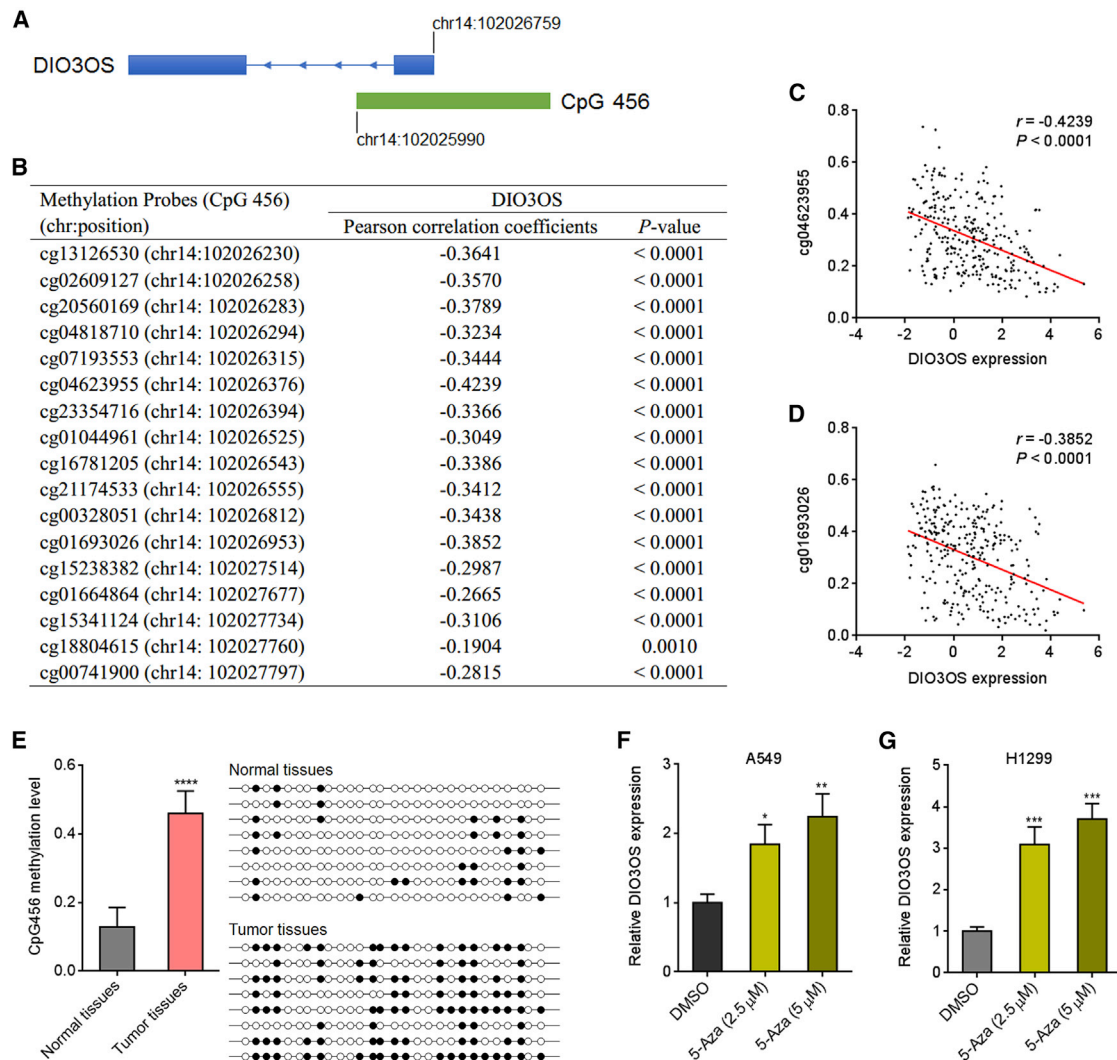 A
chr14:102026759
DIO3OS
CpG 456
chr14:102025990
B
Methylation Probes (CpG 456) DIO3OS
(chr:position) Pearson correlation coefficients P-value
cg13126530 (chr14:102026230) -0.3641 < 0.0001
cg02609127 (chr14:102026258) -0.3570 < 0.0001
cg20560169 (chr14: 102026283) -0.3789 < 0.0001
cg04818710 (chr14: 102026294) -0.3234 < 0.0001
cg07193553 (chr14: 102026315) -0.3444 < 0.0001
cg04623955 (chr14: 102026376) -0.4239 < 0.0001
cg23354716 (chr14: 102026394) -0.3366 < 0.0001
cg01044961 (chr14: 102026525) -0.3049 < 0.0001
cg16781205 (chr14: 102026543) -0.3386 < 0.0001
cg21174533 (chr14: 102026555) -0.3412 < 0.0001
cg00328051 (chr14: 102026812) -0.3438 < 0.0001
cg01693026 (chr14: 102026953) -0.3852 < 0.0001
cg15238382 (chr14: 102027514) -0.2987 < 0.0001
cg01664864 (chr14: 102027677) -0.2665 < 0.0001
cg15341124 (chr14: 102027734) -0.3106 < 0.0001
cg18804615 (chr14: 102027760) -0.1904 0.0010
cg00741900 (chr14: 102027797) -0.2815 < 0.0001
C
r = -0.4239
P < 0.0001
cg04623955
0.8
0.6
0.4
0.2
0.0
-4 -2 0 2 4 6
DIO3OS expression
D
r = -0.3852
P < 0.0001
cg01693026
0.8
0.6
0.4
0.2
0.0
-4 -2 0 2 4 6
DIO3OS expression
E
CpG456 methylation level
0.6
0.4
0.2
0.0
****
Normal tissues
Tumor tissues
Normal tissues
Tumor tissues
F
A549
Relative DIO3OS expression
3
2
1
0
*
**
DMSO
5-Aza (2.5 μM)
5-Aza (5 μM)
G
H1299
Relative DIO3OS expression
5
4
3
2
1
0
***
***
DMSO
5-Aza (2.5 μM)
5-Aza (5 μM)